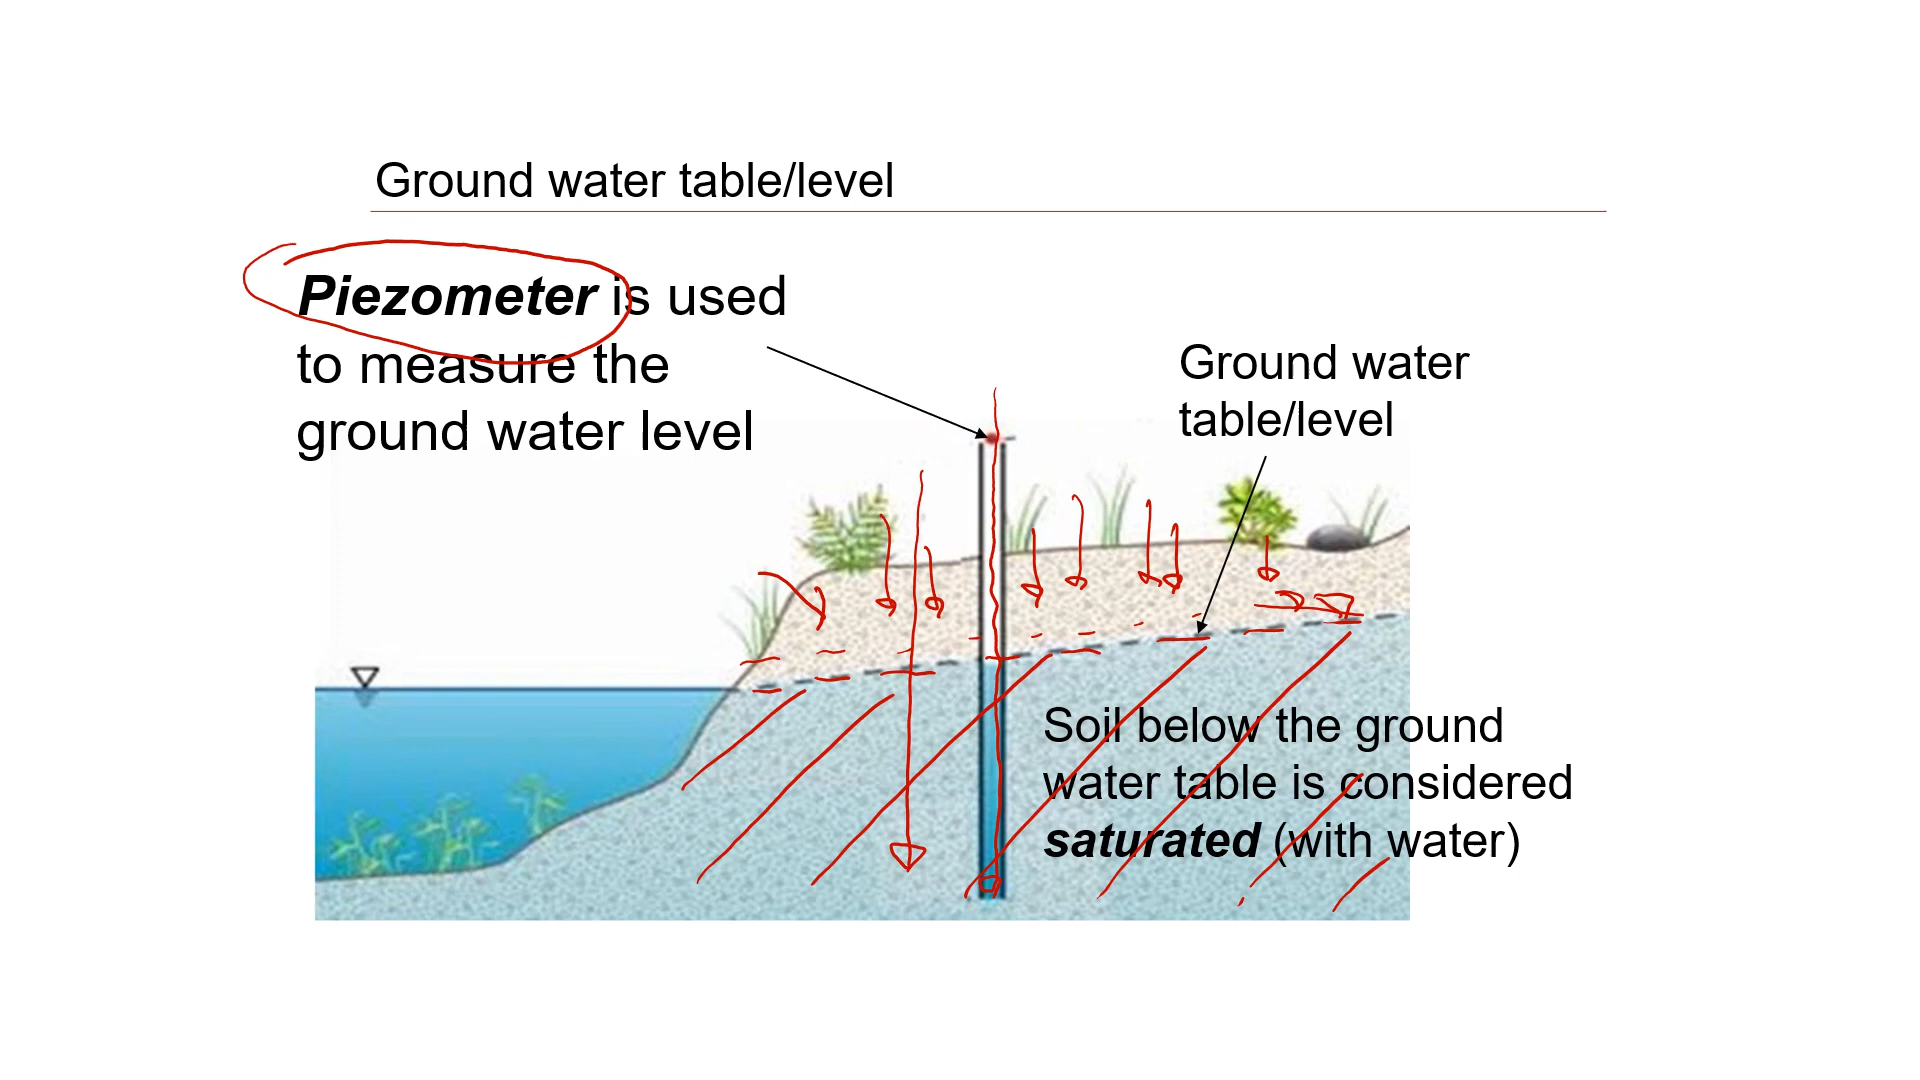 Ground water table/level
Piezometer is used
to measure the
ground water level
Ground water
table/level
Soil below the ground
water table is considered
saturated (with water)